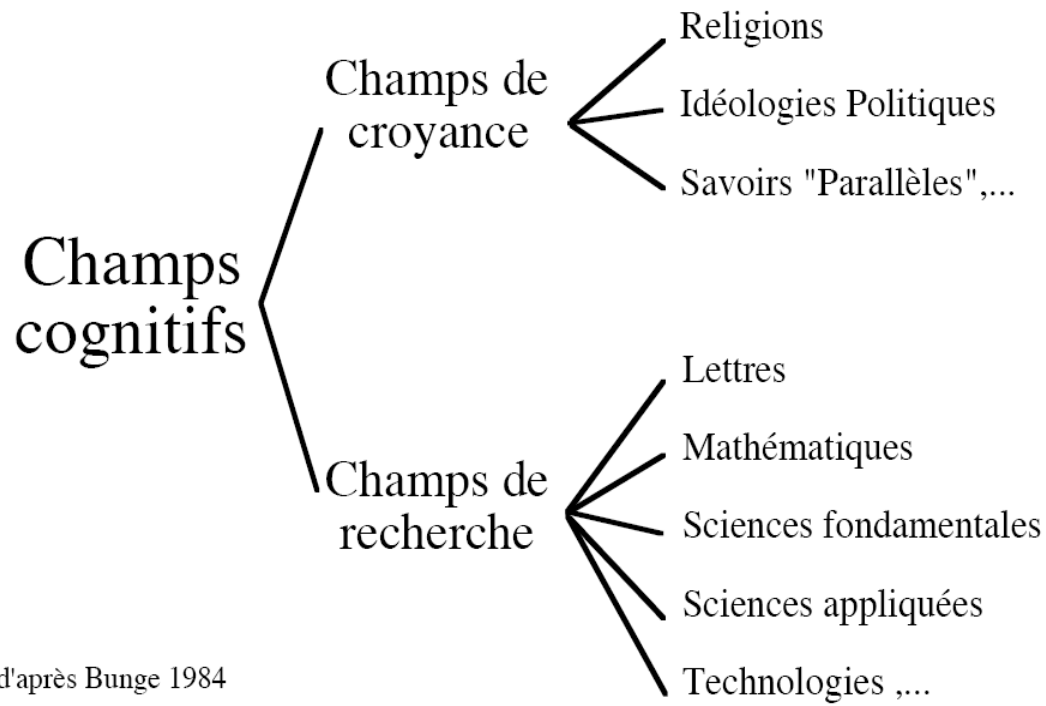 Champs
cognitifs
Champs de
croyance
Religions
Idéologies Politiques
Savoirs "Parallèles",...
Champs de
recherche
Lettres
Mathématiques
Sciences fondamentales
Sciences appliquées
Technologies ,...
d'après Bunge 1984